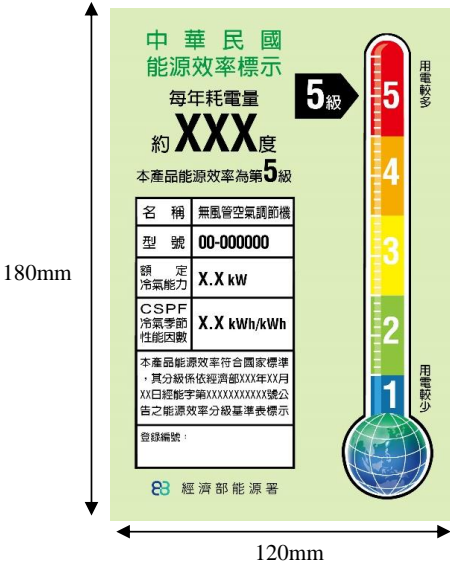 中華民國
能源效率標示
每年耗電量
約XXX度
本產品能源效率為第5級
名稱 無風管空氣調節機
型號 00-000000
額定
冷氣能力 X.X kW
CSPF
冷氣季節
性能因數 X.X kWh/kWh
本產品能源效率符合國家標準
，其分級係依經濟部XXX年XX月
XX日經能字第XXXXXXXXXXX號公
告之能源效率分級基準表標示
登錄編號：
經濟部能源署
5級
用電較多
5
4
3
2
1
用電較少
180mm
120mm